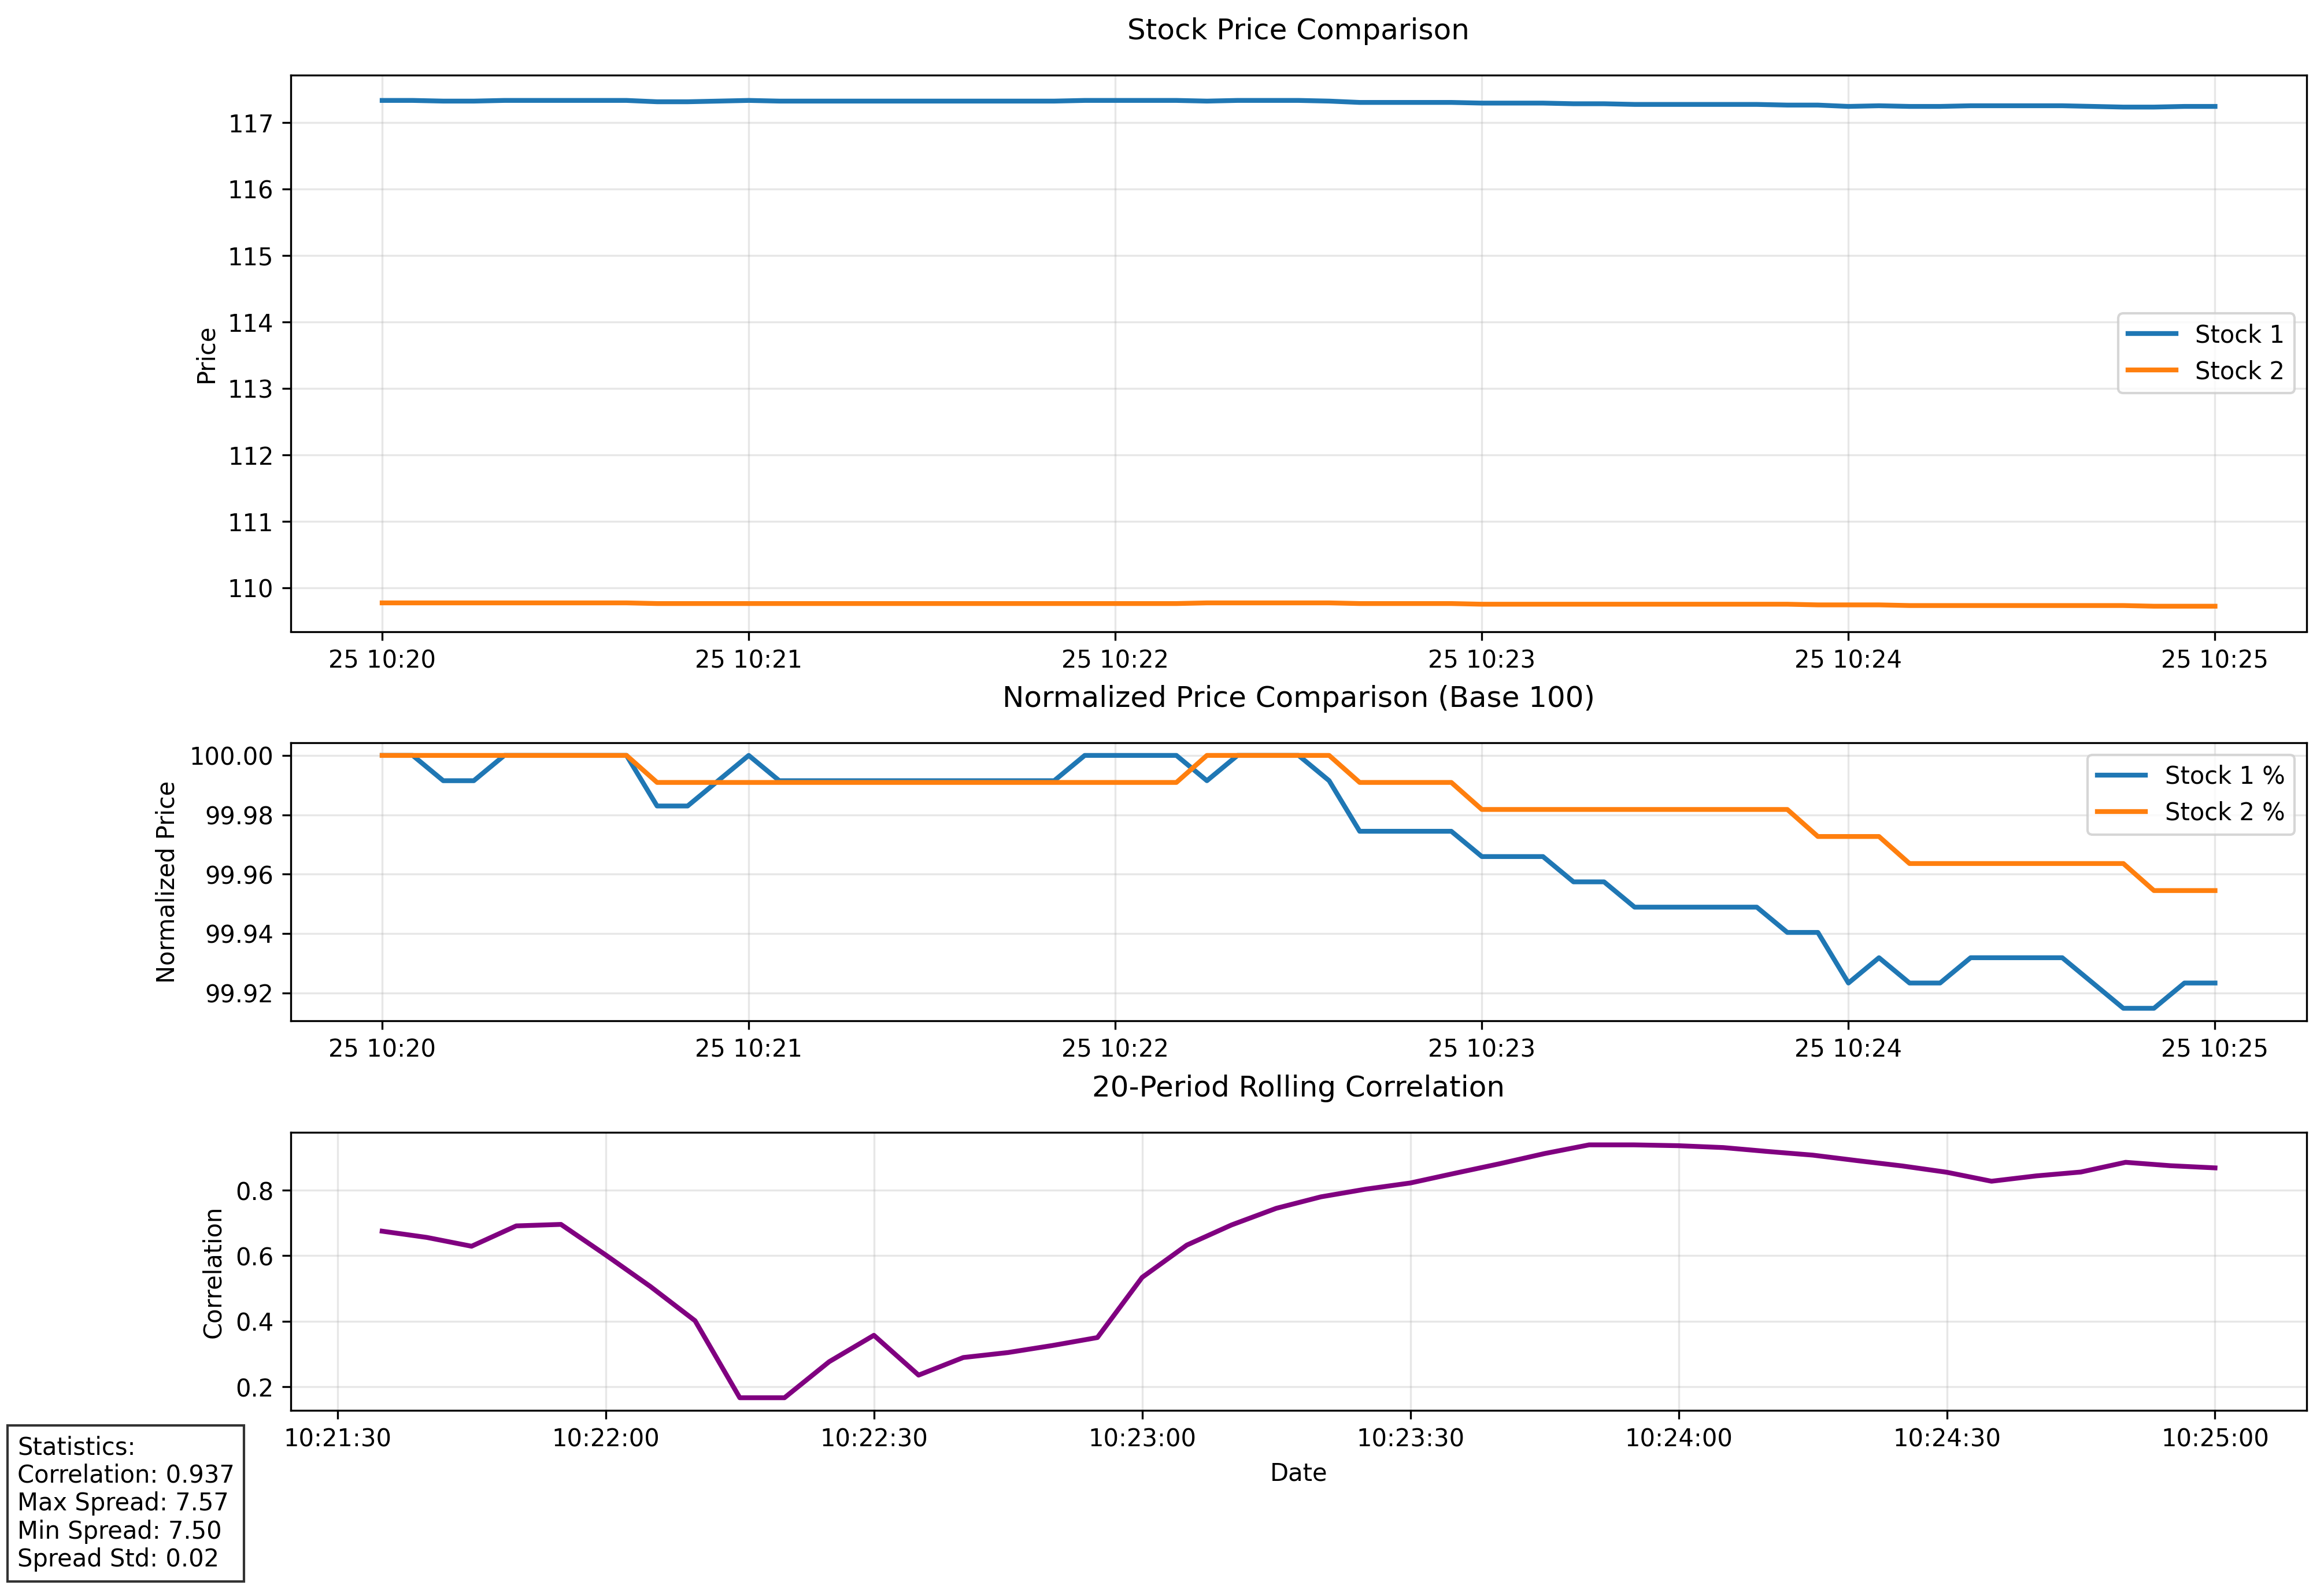 Stock Price Comparison
Price
117
116
115
114
113
112
111
110
Stock 1
Stock 2
25 10:20 25 10:21 25 10:22 25 10:23 25 10:24 25 10:25
Normalized Price Comparison (Base 100)
Normalized Price
100.00
99.98
99.96
99.94
99.92
Stock 1 %
Stock 2 %
25 10:20 25 10:21 25 10:22 25 10:23 25 10:24 25 10:25
20-Period Rolling Correlation
Correlation
0.8
0.6
0.4
0.2
10:21:30 10:22:00 10:22:30 10:23:00 10:23:30 10:24:00 10:24:30 10:25:00
Date
Statistics:
Correlation: 0.937
Max Spread: 7.57
Min Spread: 7.50
Spread Std: 0.02